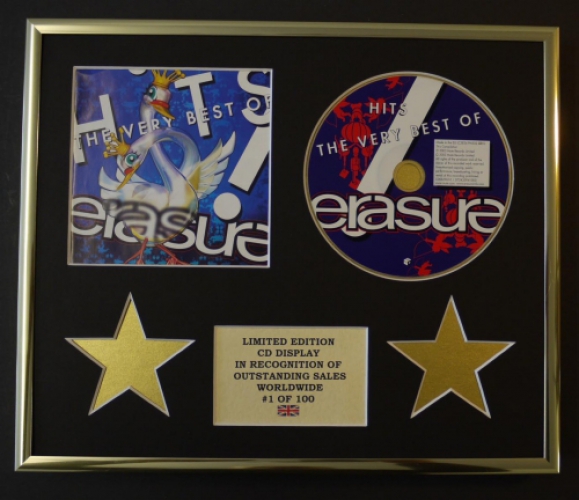 HITS!
THE VERY BEST OF
erasure
HITS
THE VERY BEST OF
erasure
LIMITED EDITION
CD DISPLAY
IN RECOGNITION OF
OUTSTANDING SALES
WORLDWIDE
#1 OF 100